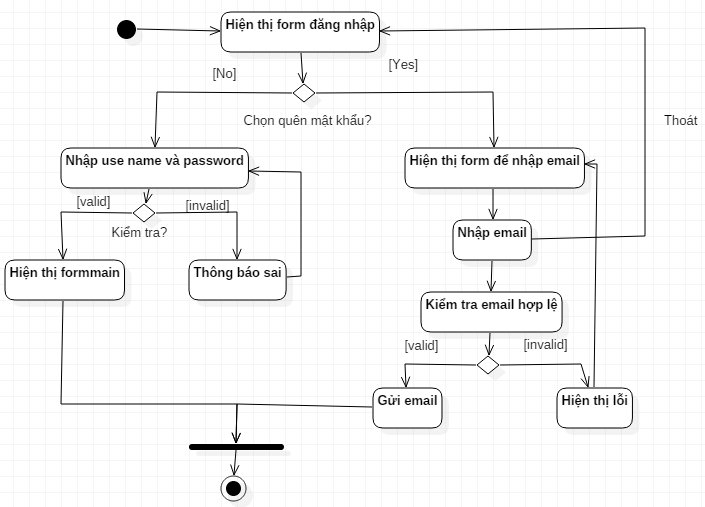 Hiện thị form đăng nhập
[No]
[Yes]
Chọn quên mật khẩu?
Thoát
Nhập use name và password
Hiện thị form để nhập email
[valid]
[invalid]
Kiểm tra?
Nhập email
Hiện thị formmain
Thông báo sai
Kiểm tra email hợp lệ
[valid]
[invalid]
Gửi email
Hiện thị lỗi